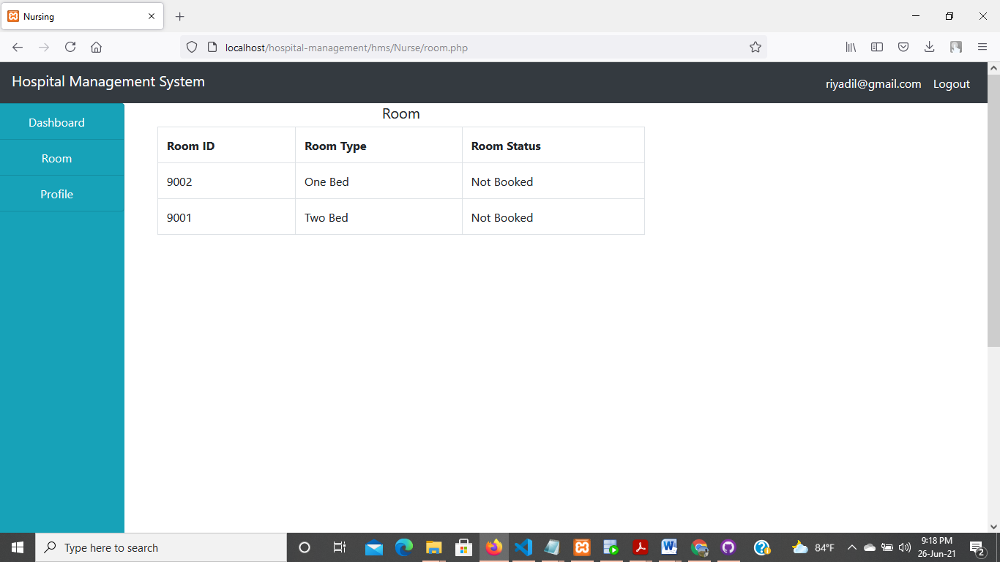 Nursing
localhost/hospital-management/hms/Nurse/room.php
Hospital Management System
riyadil@gmail.com Logout
Dashboard
Room
Profile
Room
Room ID Room Type Room Status
9002 One Bed Not Booked
9001 Two Bed Not Booked
Type here to search
84°F
9:18 PM
26-Jun-21
2